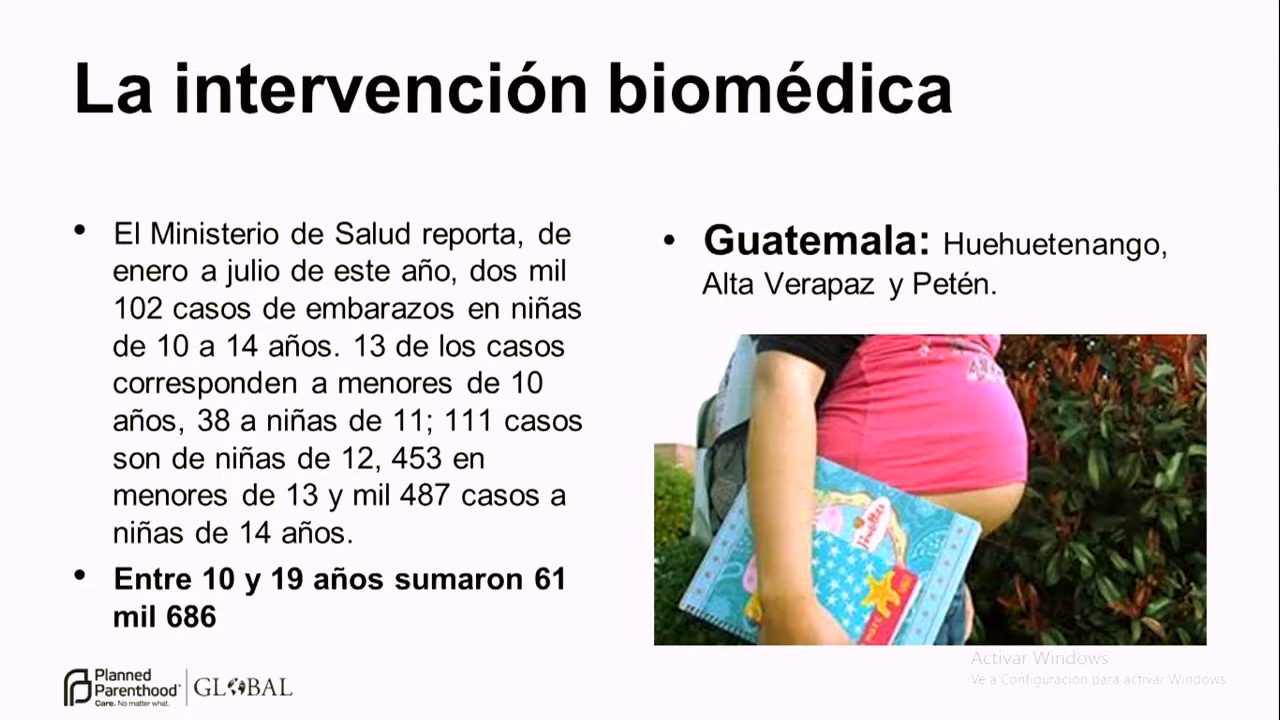 La intervención biomédica
• El Ministerio de Salud reporta, de
enero a julio de este año, dos mil
102 casos de embarazos en niñas
de 10 a 14 años. 13 de los casos
corresponden a menores de 10
años, 38 a niñas de 11; 111 casos
son de niñas de 12, 453 en
menores de 13 y mil 487 casos a
niñas de 14 años.
• Entre 10 y 19 años sumaron 61
mil 686
• Guatemala: Huehuetenango,
Alta Verapaz y Petén.
Planned
Parenthood
Care. No matter what.
GLOBAL
Activar Windows
Ve a Configuración para activar Windows.